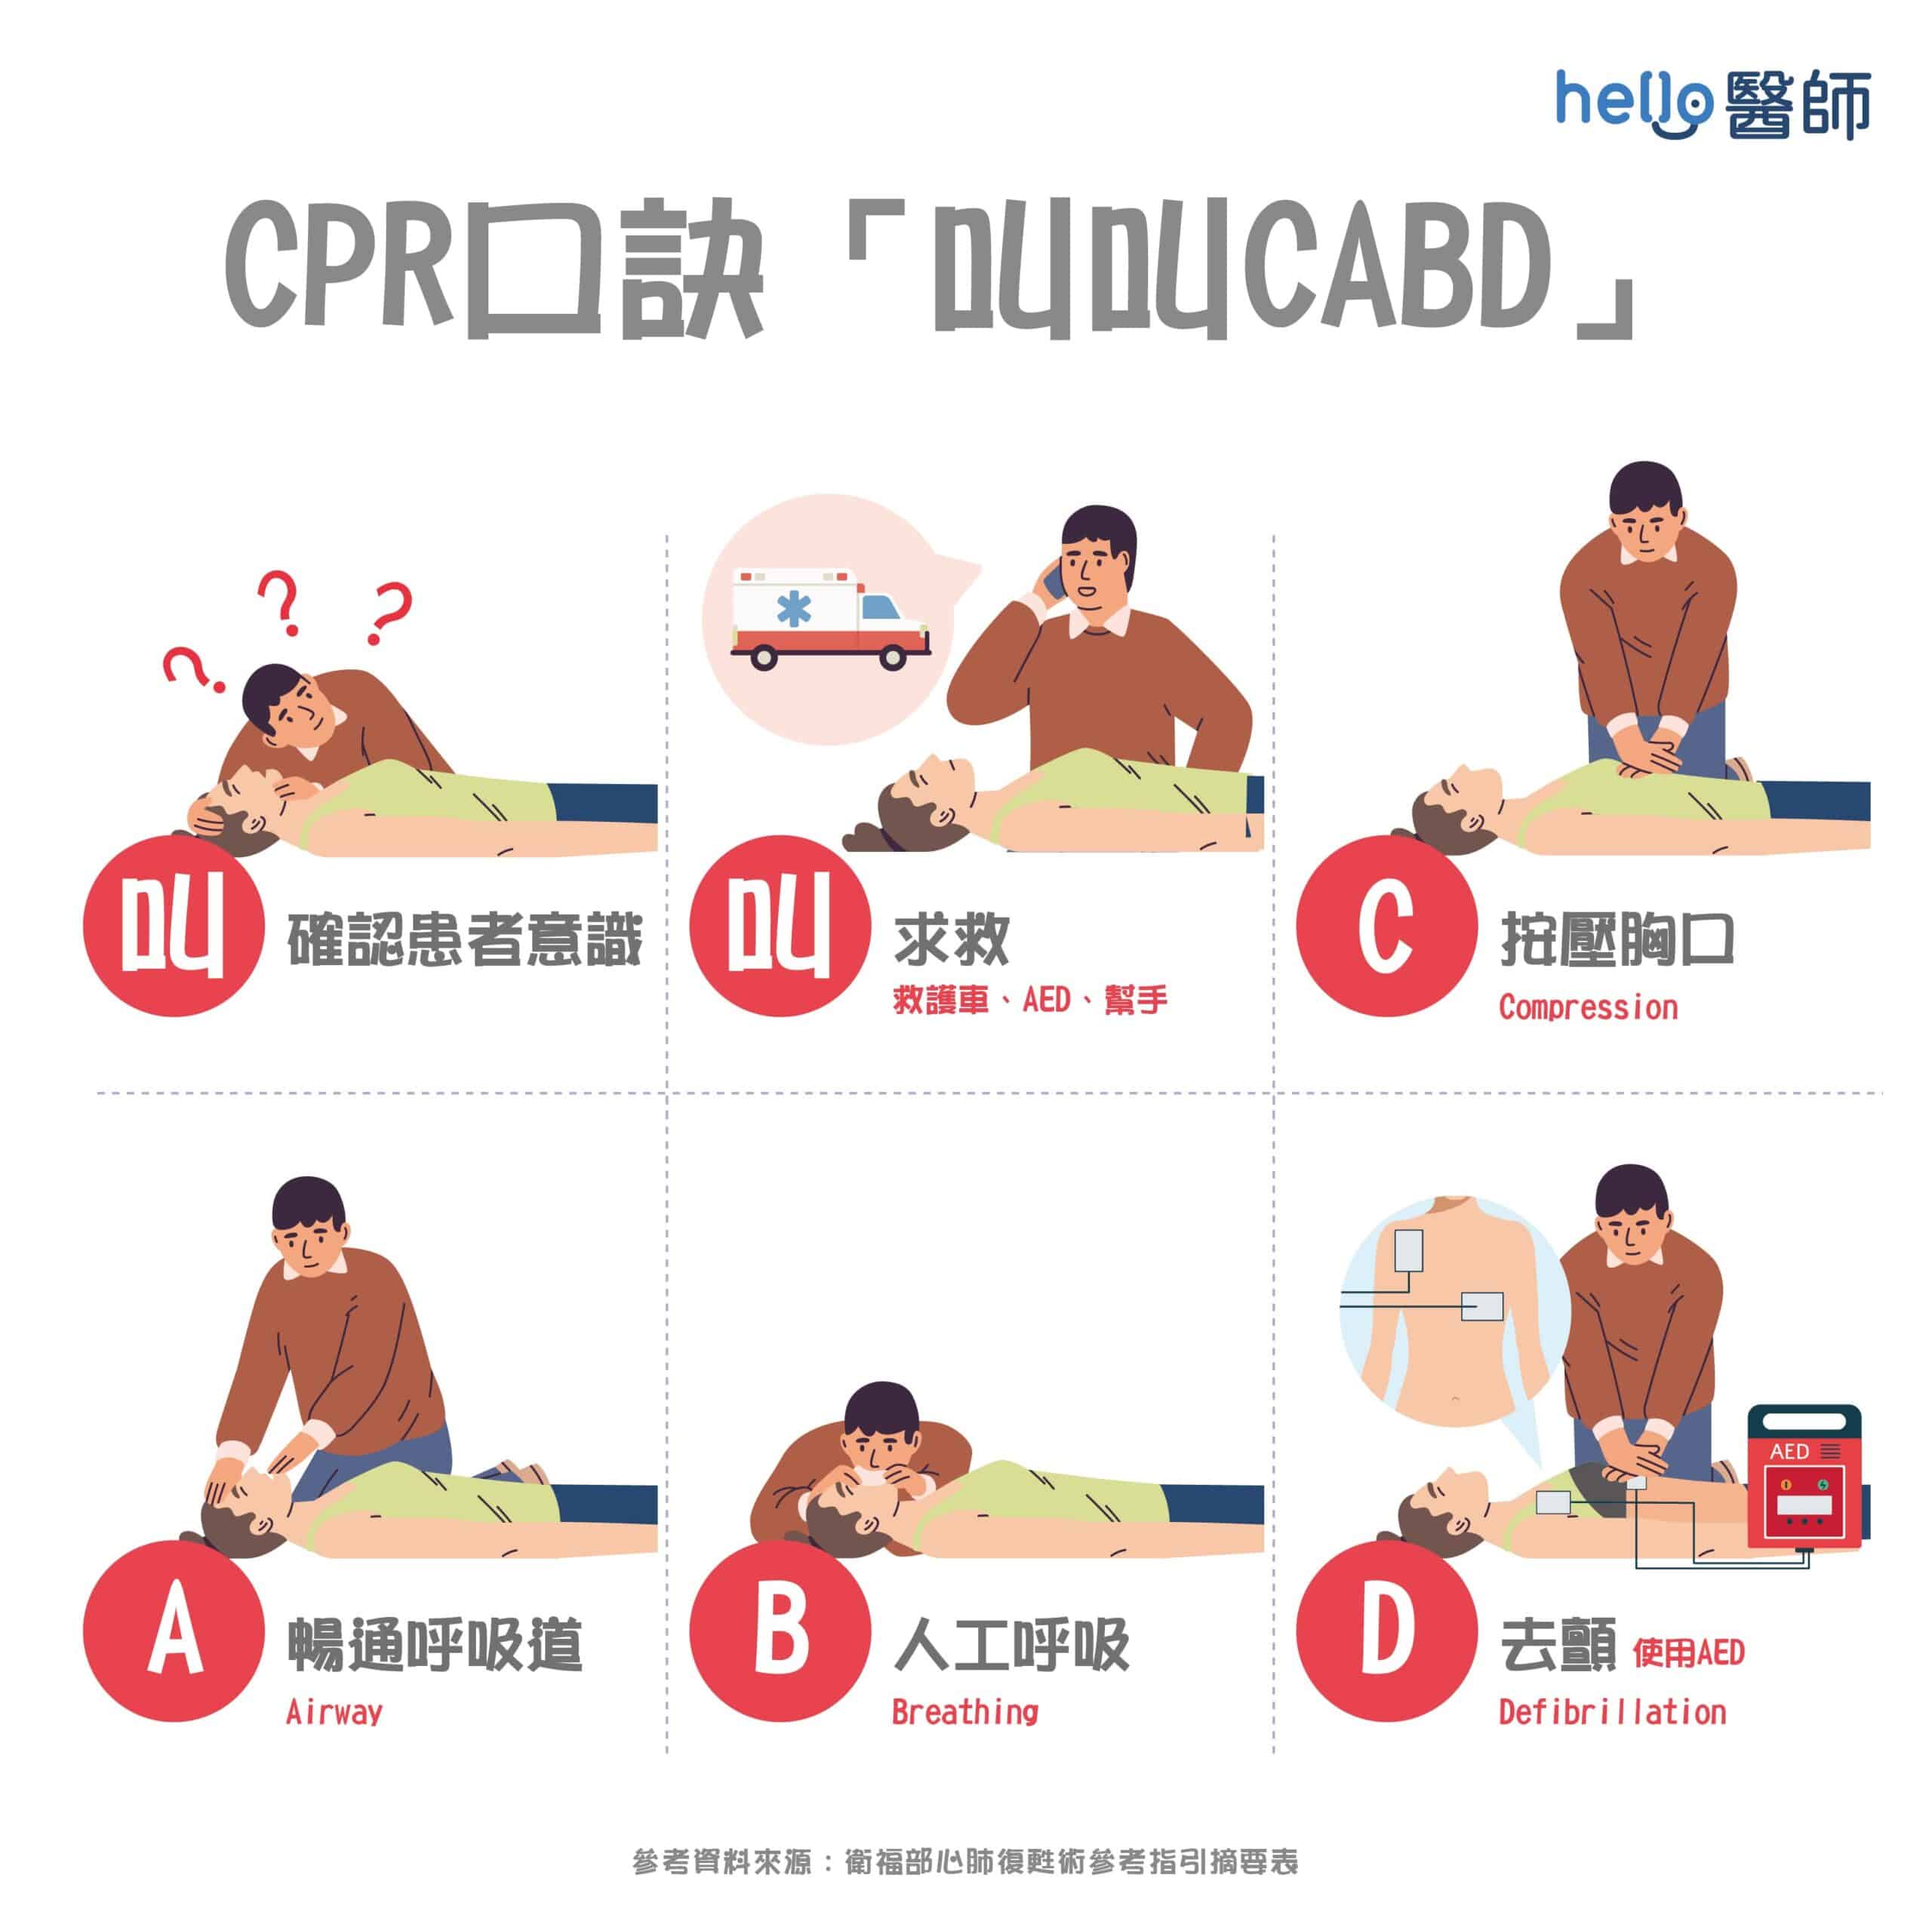 hello醫師
CPR口訣「叫叫CABD」
叫 確認患者意識
叫 求救
救護車、AED、幫手
C 按壓胸口
Compression
A 暢通呼吸道
Airway
B 人工呼吸
Breathing
AED
D 去顫 使用AED
Defibrillation
參考資料來源：衛福部心肺復甦術參考指引摘要表